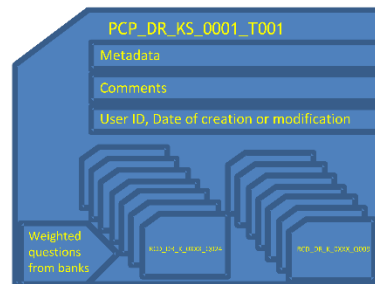 PCP_DR_KS_0001_T001
Metadata
Comments
User ID, Date of creation or modification
Weighted
questions
from banks